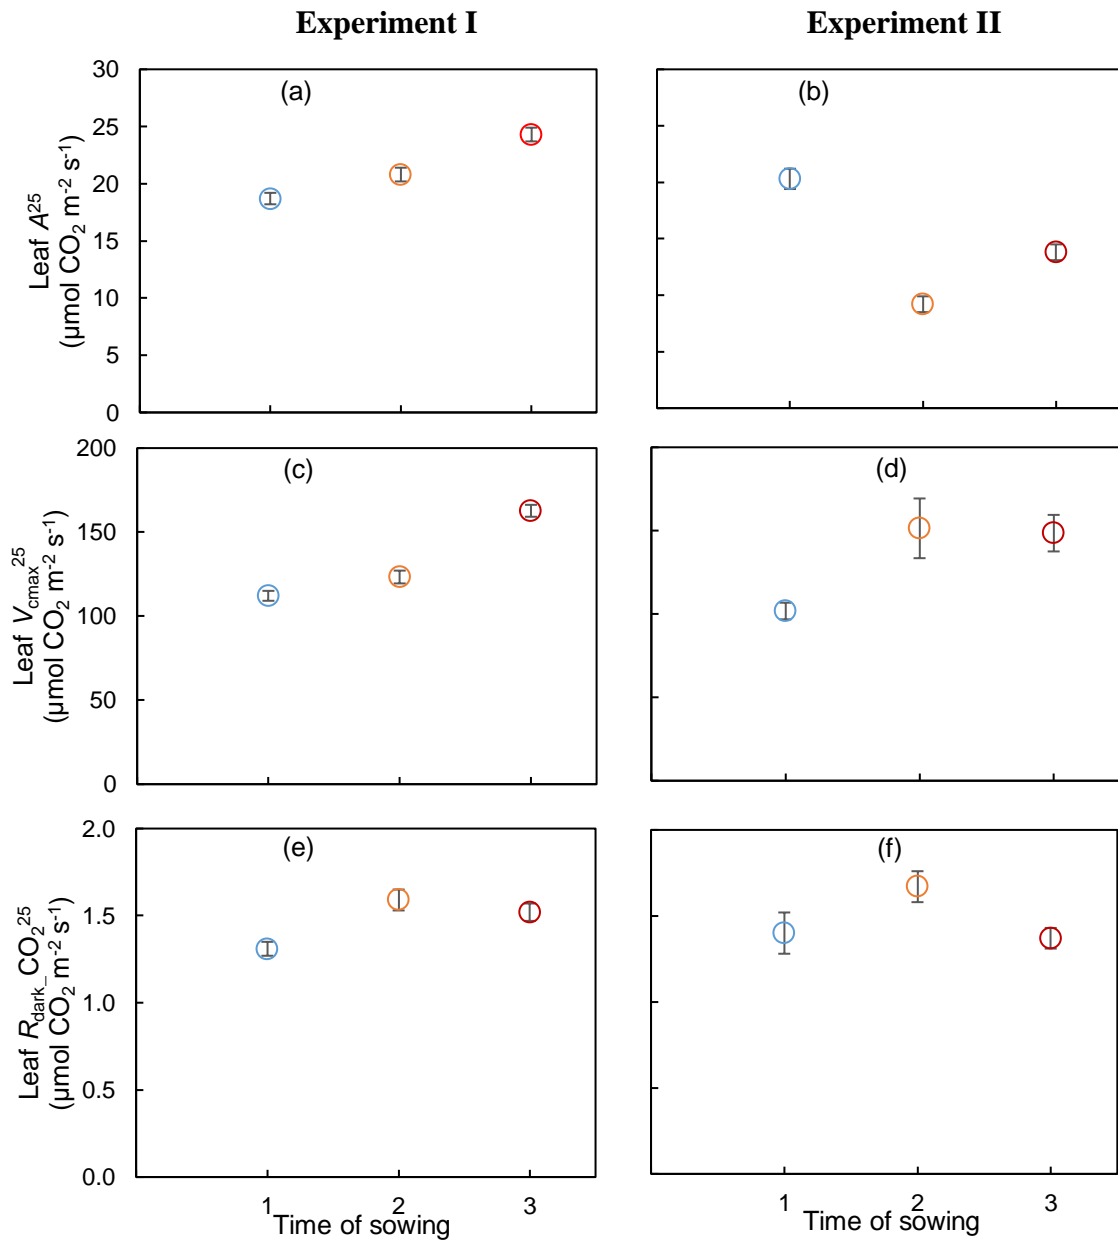 Experiment I
Experiment II
Leaf A²⁵
(µmol CO₂ m⁻² s⁻¹)
30
25
20
15
10
5
0
(a)
(b)
Leaf Vcmax²⁵
(µmol CO₂ m⁻² s⁻¹)
200
150
100
50
0
(c)
(d)
Leaf Rdark_CO₂²⁵
(µmol CO₂ m⁻² s⁻¹)
2.0
1.5
1.0
0.5
0.0
(e)
(f)
1 2 3
Time of sowing
1 2 3
Time of sowing